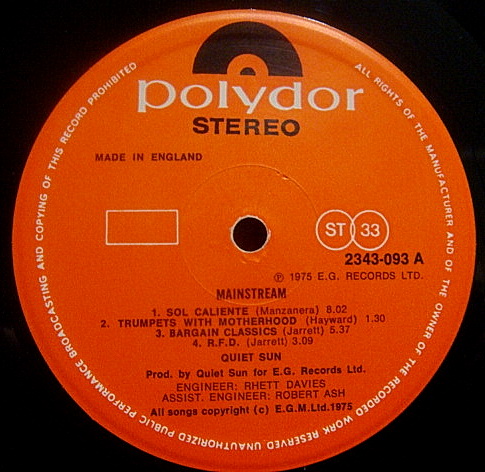 polydor
STEREO
MADE IN ENGLAND
ST 33
2343-093 A
℗ 1975 E.G. RECORDS LTD.
MAINSTREAM
1. SOL CALIENTE (Manzanera) 8.02
2. TRUMPETS WITH MOTHERHOOD (Hayward) 1.30
3. BARGAIN CLASSICS (Jarrett) 5.37
4. R.F.D. (Jarrett) 3.09
QUIET SUN
Prod. by Quiet Sun for E.G. Records Ltd.
ENGINEER: RHETT DAVIES
ASSIST. ENGINEER: ROBERT ASH
All songs copyright (c) E.G.M.Ltd.1975
ALL RIGHTS OF THE MANUFACTURER AND OF THE OWNER OF THE RECORDED WORK RESERVED UNAUTHORIZED PUBLIC PERFORMANCE BROADCASTING AND COPYING OF THIS RECORD PROHIBITED